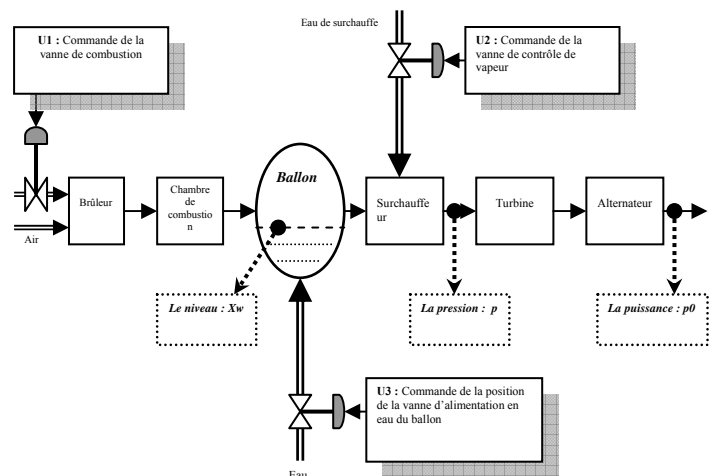 Eau de surchauffe
U1 : Commande de la
vanne de combustion
U2 : Commande de la
vanne de contrôle de
vapeur
Ballon
Brûleur
Chambre
de
combustio
n
Surchauffe
eur
Turbine
Alternateur
Air
Le niveau : Xw
La pression : p
La puissance : p0
U3 : Commande de la position
de la vanne d'alimentation en
eau du ballon
Eau